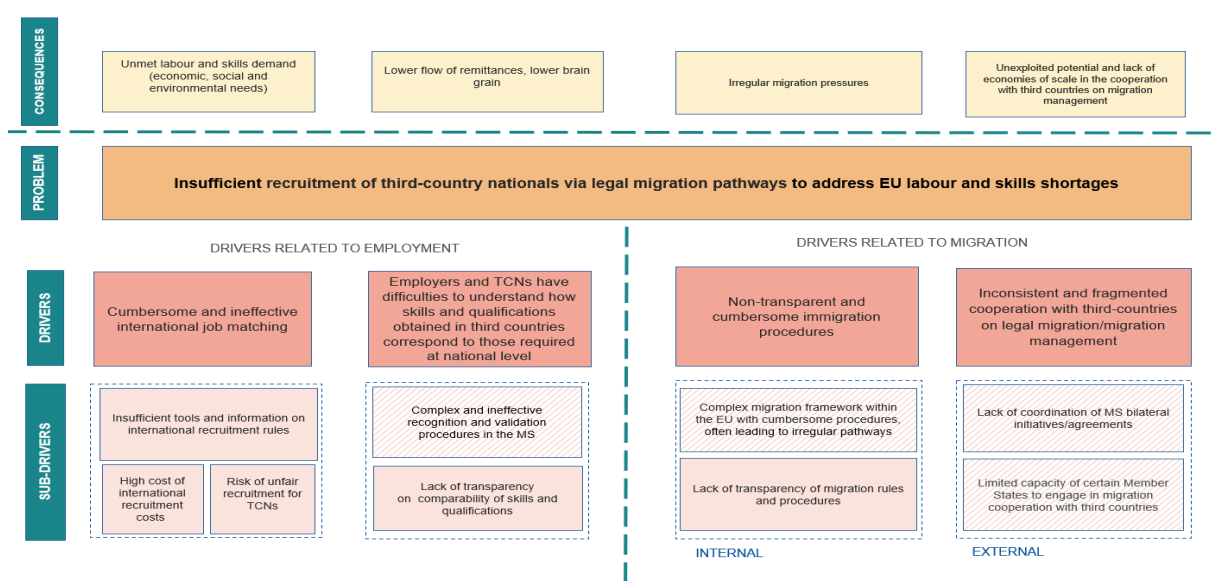 CONSEQUENCES
Unmet labour and skills demand
(economic, social and
environmental needs)
Lower flow of remittances, lower brain
grain
Irregular migration pressures
Unexploited potential and lack of
economies of scale in the cooperation
with third countries on migration
management
PROBLEM
Insufficient recruitment of third-country nationals via legal migration pathways to address EU labour and skills shortages
DRIVERS RELATED TO EMPLOYMENT
DRIVERS RELATED TO MIGRATION
DRIVERS
Cumbersome and ineffective
international job matching
Employers and TCNs have
difficulties to understand how
skills and qualifications
obtained in third countries
correspond to those required
at national level
Non-transparent and
cumbersome immigration
procedures
Inconsistent and fragmented
cooperation with third-countries
on legal migration/migration
management
SUB-DRIVERS
Insufficient tools and information on
international recruitment rules
High cost of
international
recruitment
costs
Risk of unfair
recruitment for
TCNs
Complex and ineffective
recognition and validation
procedures in the MS
Lack of transparency
on comparability of skills and
qualifications
Complex migration framework within
the EU with cumbersome procedures,
often leading to irregular pathways
Lack of transparency of migration rules
and procedures
Lack of coordination of MS bilateral
initiatives/agreements
Limited capacity of certain Member
States to engage in migration
cooperation with third countries
INTERNAL
EXTERNAL